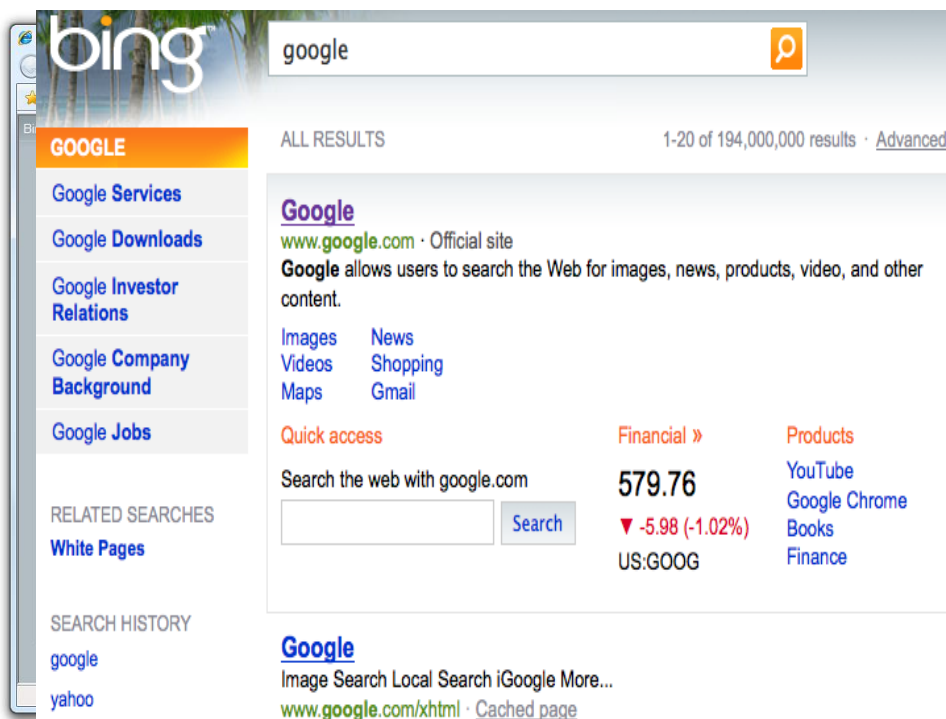 bing
google
GOOGLE
Google Services
Google Downloads
Google Investor
Relations
Google Company
Background
Google Jobs
RELATED SEARCHES
White Pages
SEARCH HISTORY
google
yahoo
ALL RESULTS
1-20 of 194,000,000 results · Advanced
Google
www.google.com · Official site
Google allows users to search the Web for images, news, products, video, and other
content.
Images News
Videos Shopping
Maps Gmail
Quick access
Search the web with google.com
Search
Financial »
579.76
▼ -5.98 (-1.02%)
US:GOOG
Products
YouTube
Google Chrome
Books
Finance
Google
Image Search Local Search iGoogle More...
www.google.com/xhtml · Cached page